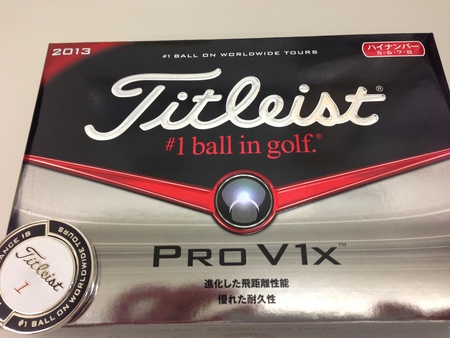 2013
#1 BALL ON WORLDWIDE TOURS
ハイナンバー
5・6・7・8
Titleist®
#1 ball in golf.®
PRO V1X™
進化した飛距離性能
優れた耐久性
Titleist
1
#1 BALL ON WORLDWIDE TOURS